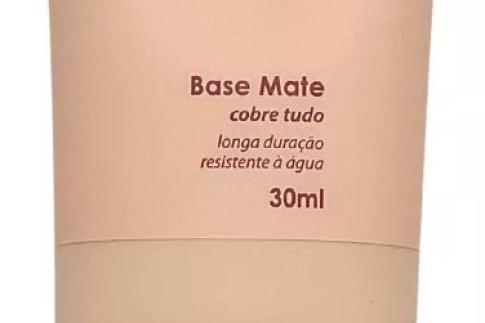 Base Mate
cobre tudo
longa duração
resistente à água
30ml